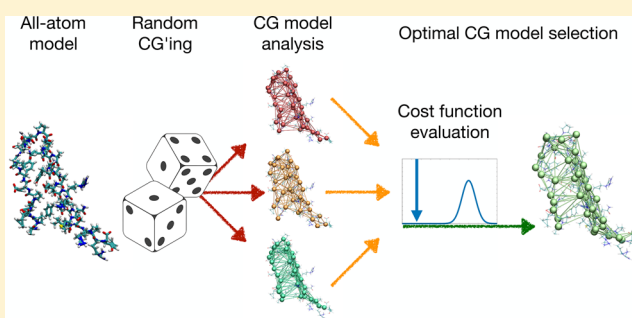 All-atom
model
Random
CG'ing
CG model
analysis
Optimal CG model selection
Cost function
evaluation